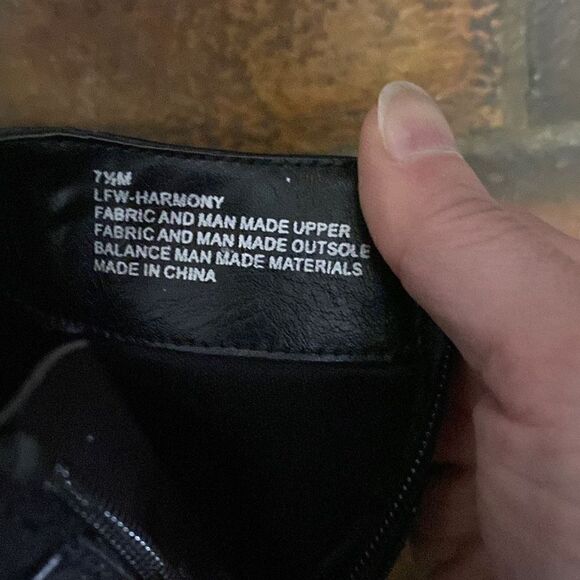 7½M
LFW-HARMONY
FABRIC AND MAN MADE UPPER
FABRIC AND MAN MADE OUTSOLE
BALANCE MAN MADE MATERIALS
MADE IN CHINA